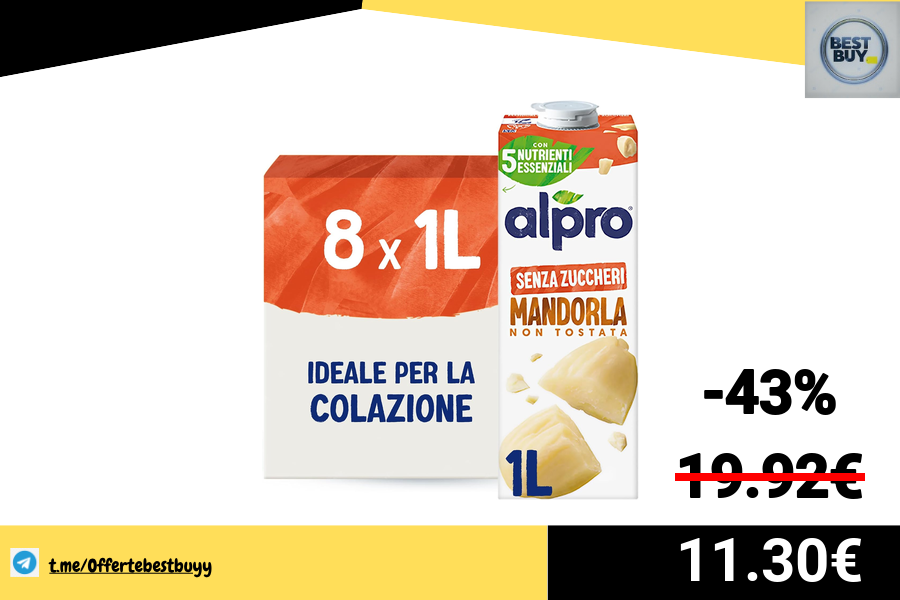 BEST
BUY
8 x 1L
IDEALE PER LA
COLAZIONE
CON
5 NUTRIENTI
ESSENZIALI
alpro®
SENZA ZUCCHERI
MANDORLA
NON TOSTATA
1L
-43%
19.92€
11.30€
t.me/Offertebestbuyy